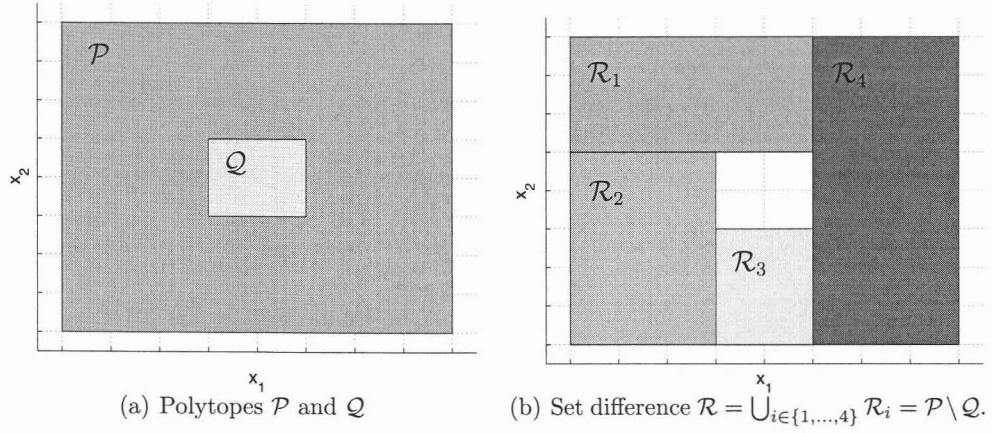 𝒫
𝒬
x₂
x₁
(a) Polytopes 𝒫 and 𝒬
ℛ₁
ℛ₄
ℛ₂
ℛ₃
x₂
x₁
(b) Set difference ℛ = ⋃_{i∈{1,...,4}} ℛᵢ = 𝒫\𝒬.